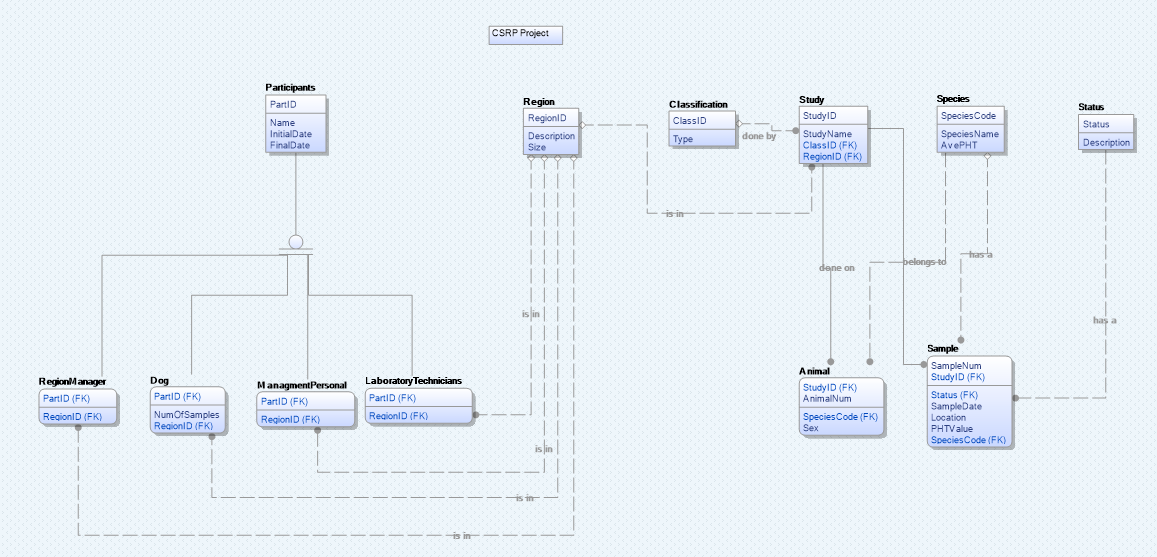 CSRP Project
Participants
PartID
Name
InitialDate
FinalDate
Region
RegionID
Description
Size
Classification
ClassID
Type
done by
Study
StudyID
StudyName
ClassID (FK)
RegionID (FK)
Species
SpeciesCode
SpeciesName
AvePHT
Status
Status
Description
is in
done on
belongs to
has a
has a
is in
RegionManager
PartID (FK)
RegionID (FK)
Dog
PartID (FK)
NumOfSamples
RegionID (FK)
ManagmentPersonal
PartID (FK)
RegionID (FK)
LaboratoryTechnicians
PartID (FK)
RegionID (FK)
Animal
StudyID (FK)
AnimalNum
SpeciesCode (FK)
Sex
Sample
SampleNum
StudyID (FK)
Status (FK)
SampleDate
Location
PHTValue
SpeciesCode (FK)
is in
is in
is in